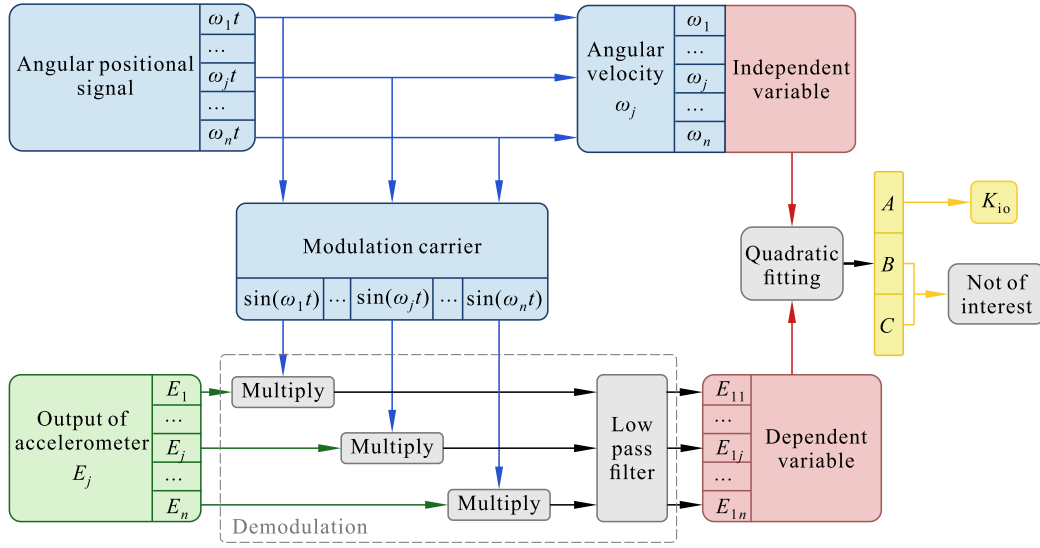 Angular positional
signal
ω₁t
...
ωⱼt
...
ωₙt
Angular
velocity
ωⱼ
ω₁
...
ωⱼ
...
ωₙ
Independent
variable
Modulation carrier
sin(ω₁t)
...
sin(ωⱼt)
...
sin(ωₙt)
Quadratic
fitting
A
B
C
K_io
Not of
interest
Output of
accelerometer
Eⱼ
E₁
...
Eⱼ
...
Eₙ
Multiply
Multiply
Multiply
Demodulation
Low
pass
filter
E₁₁
...
E₁ⱼ
...
E₁ₙ
Dependent
variable